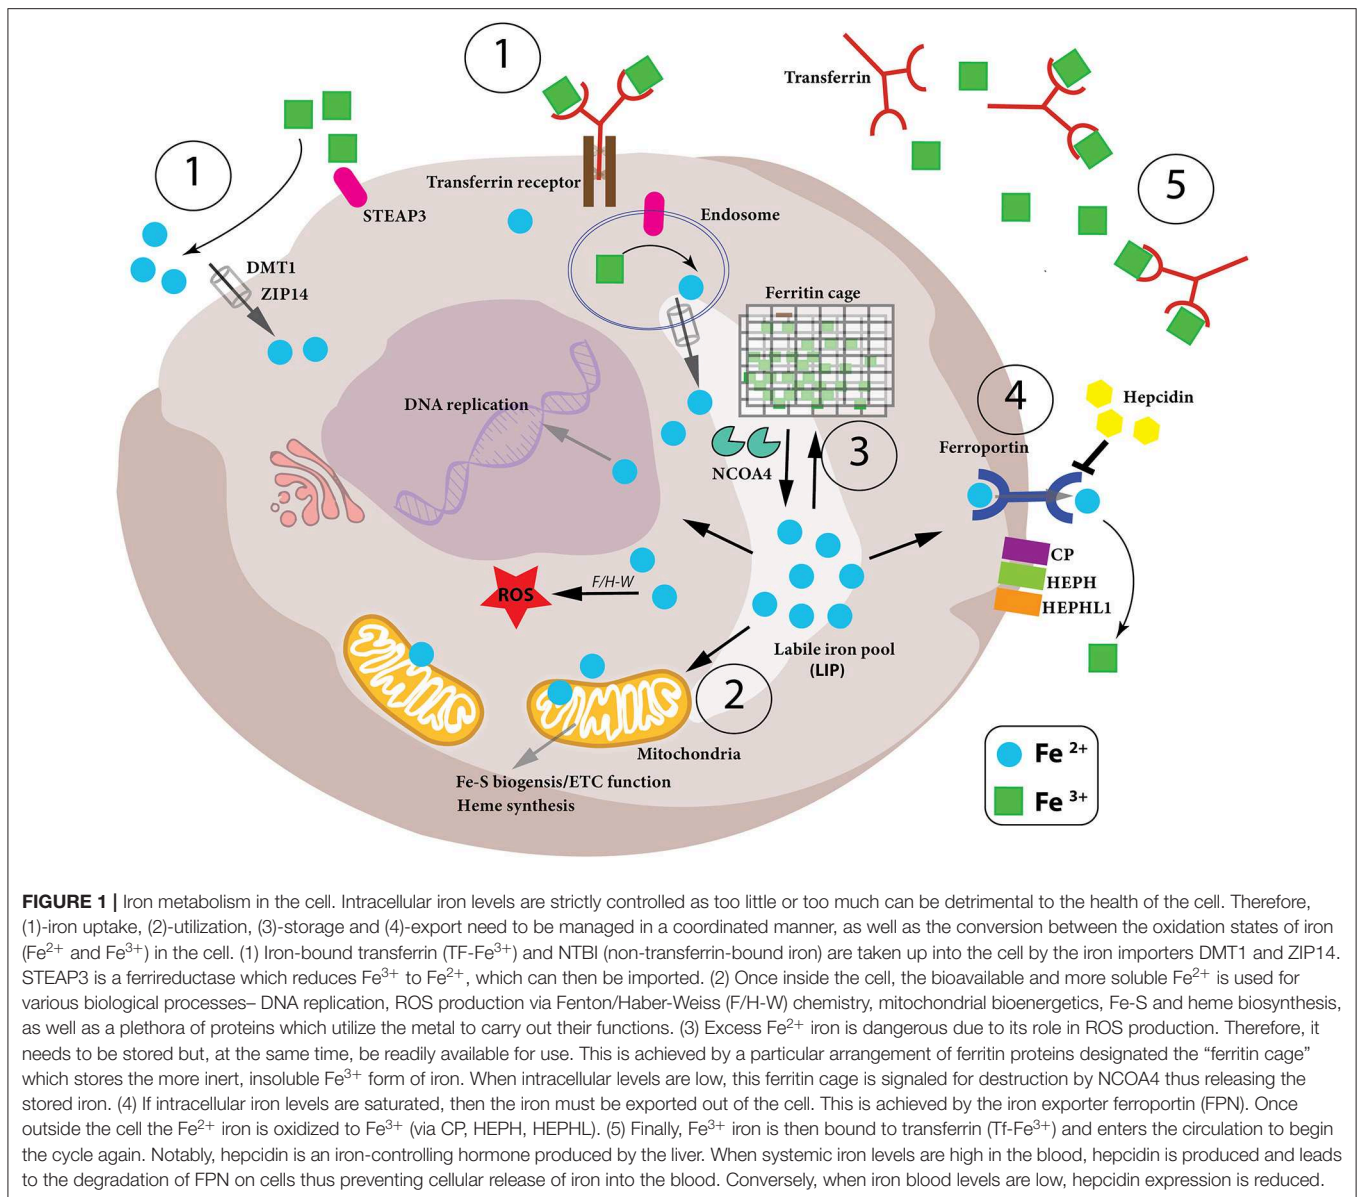 1
Transferrin
1
Transferrin receptor
STEAP3
Endosome
5
DMT1
ZIP14
Ferritin cage
DNA replication
4
Hepcidin
Ferroportin
3
NCOA4
CP
HEPH
HEPHL1
F/H-W
ROS
Labile iron pool
(LIP)
2
Mitochondria
Fe-S biogensis/ETC function
Heme synthesis
Fe 2+
Fe 3+
FIGURE 1 | Iron metabolism in the cell. Intracellular iron levels are strictly controlled as too little or too much can be detrimental to the health of the cell. Therefore,
(1)-iron uptake, (2)-utilization, (3)-storage and (4)-export need to be managed in a coordinated manner, as well as the conversion between the oxidation states of iron
(Fe2+ and Fe3+) in the cell. (1) Iron-bound transferrin (TF-Fe3+) and NTBI (non-transferrin-bound iron) are taken up into the cell by the iron importers DMT1 and ZIP14.
STEAP3 is a ferrireductase which reduces Fe3+ to Fe2+, which can then be imported. (2) Once inside the cell, the bioavailable and more soluble Fe2+ is used for
various biological processes– DNA replication, ROS production via Fenton/Haber-Weiss (F/H-W) chemistry, mitochondrial bioenergetics, Fe-S and heme biosynthesis,
as well as a plethora of proteins which utilize the metal to carry out their functions. (3) Excess Fe2+ iron is dangerous due to its role in ROS production. Therefore, it
needs to be stored but, at the same time, be readily available for use. This is achieved by a particular arrangement of ferritin proteins designated the “ferritin cage”
which stores the more inert, insoluble Fe3+ form of iron. When intracellular levels are low, this ferritin cage is signaled for destruction by NCOA4 thus releasing the
stored iron. (4) If intracellular iron levels are saturated, then the iron must be exported out of the cell. This is achieved by the iron exporter ferroportin (FPN). Once
outside the cell the Fe2+ iron is oxidized to Fe3+ (via CP, HEPH, HEPHL). (5) Finally, Fe3+ iron is then bound to transferrin (Tf-Fe3+) and enters the circulation to begin
the cycle again. Notably, hepcidin is an iron-controlling hormone produced by the liver. When systemic iron levels are high in the blood, hepcidin is produced and leads
to the degradation of FPN on cells thus preventing cellular release of iron into the blood. Conversely, when iron blood levels are low, hepcidin expression is reduced.